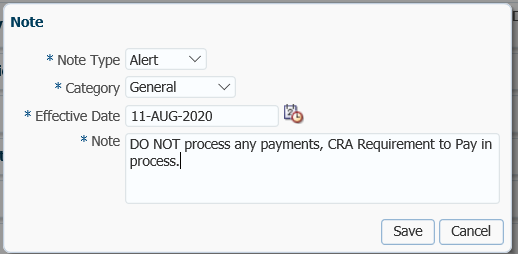 Note
* Note Type Alert
* Category General
* Effective Date 11-AUG-2020
* Note DO NOT process any payments, CRA Requirement to Pay in
process.
Save Cancel